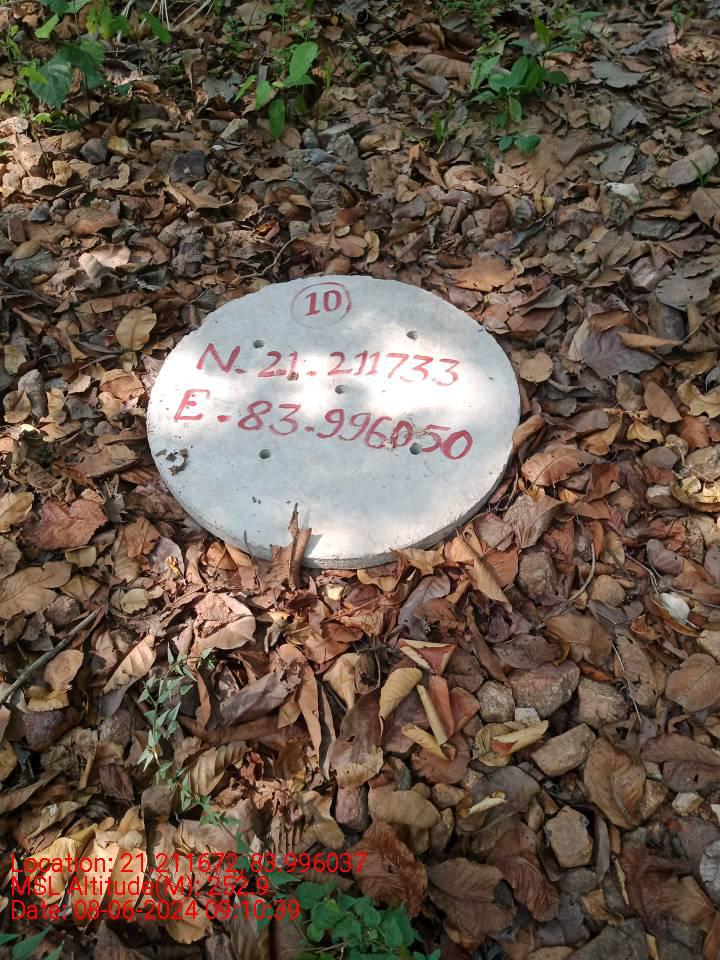 10
N. 21.211733
E. 83.996050
Location: 21.211672, 83.996037
MSL Altitude(M): 252.9
Date: 08-06-2024 09:10:39